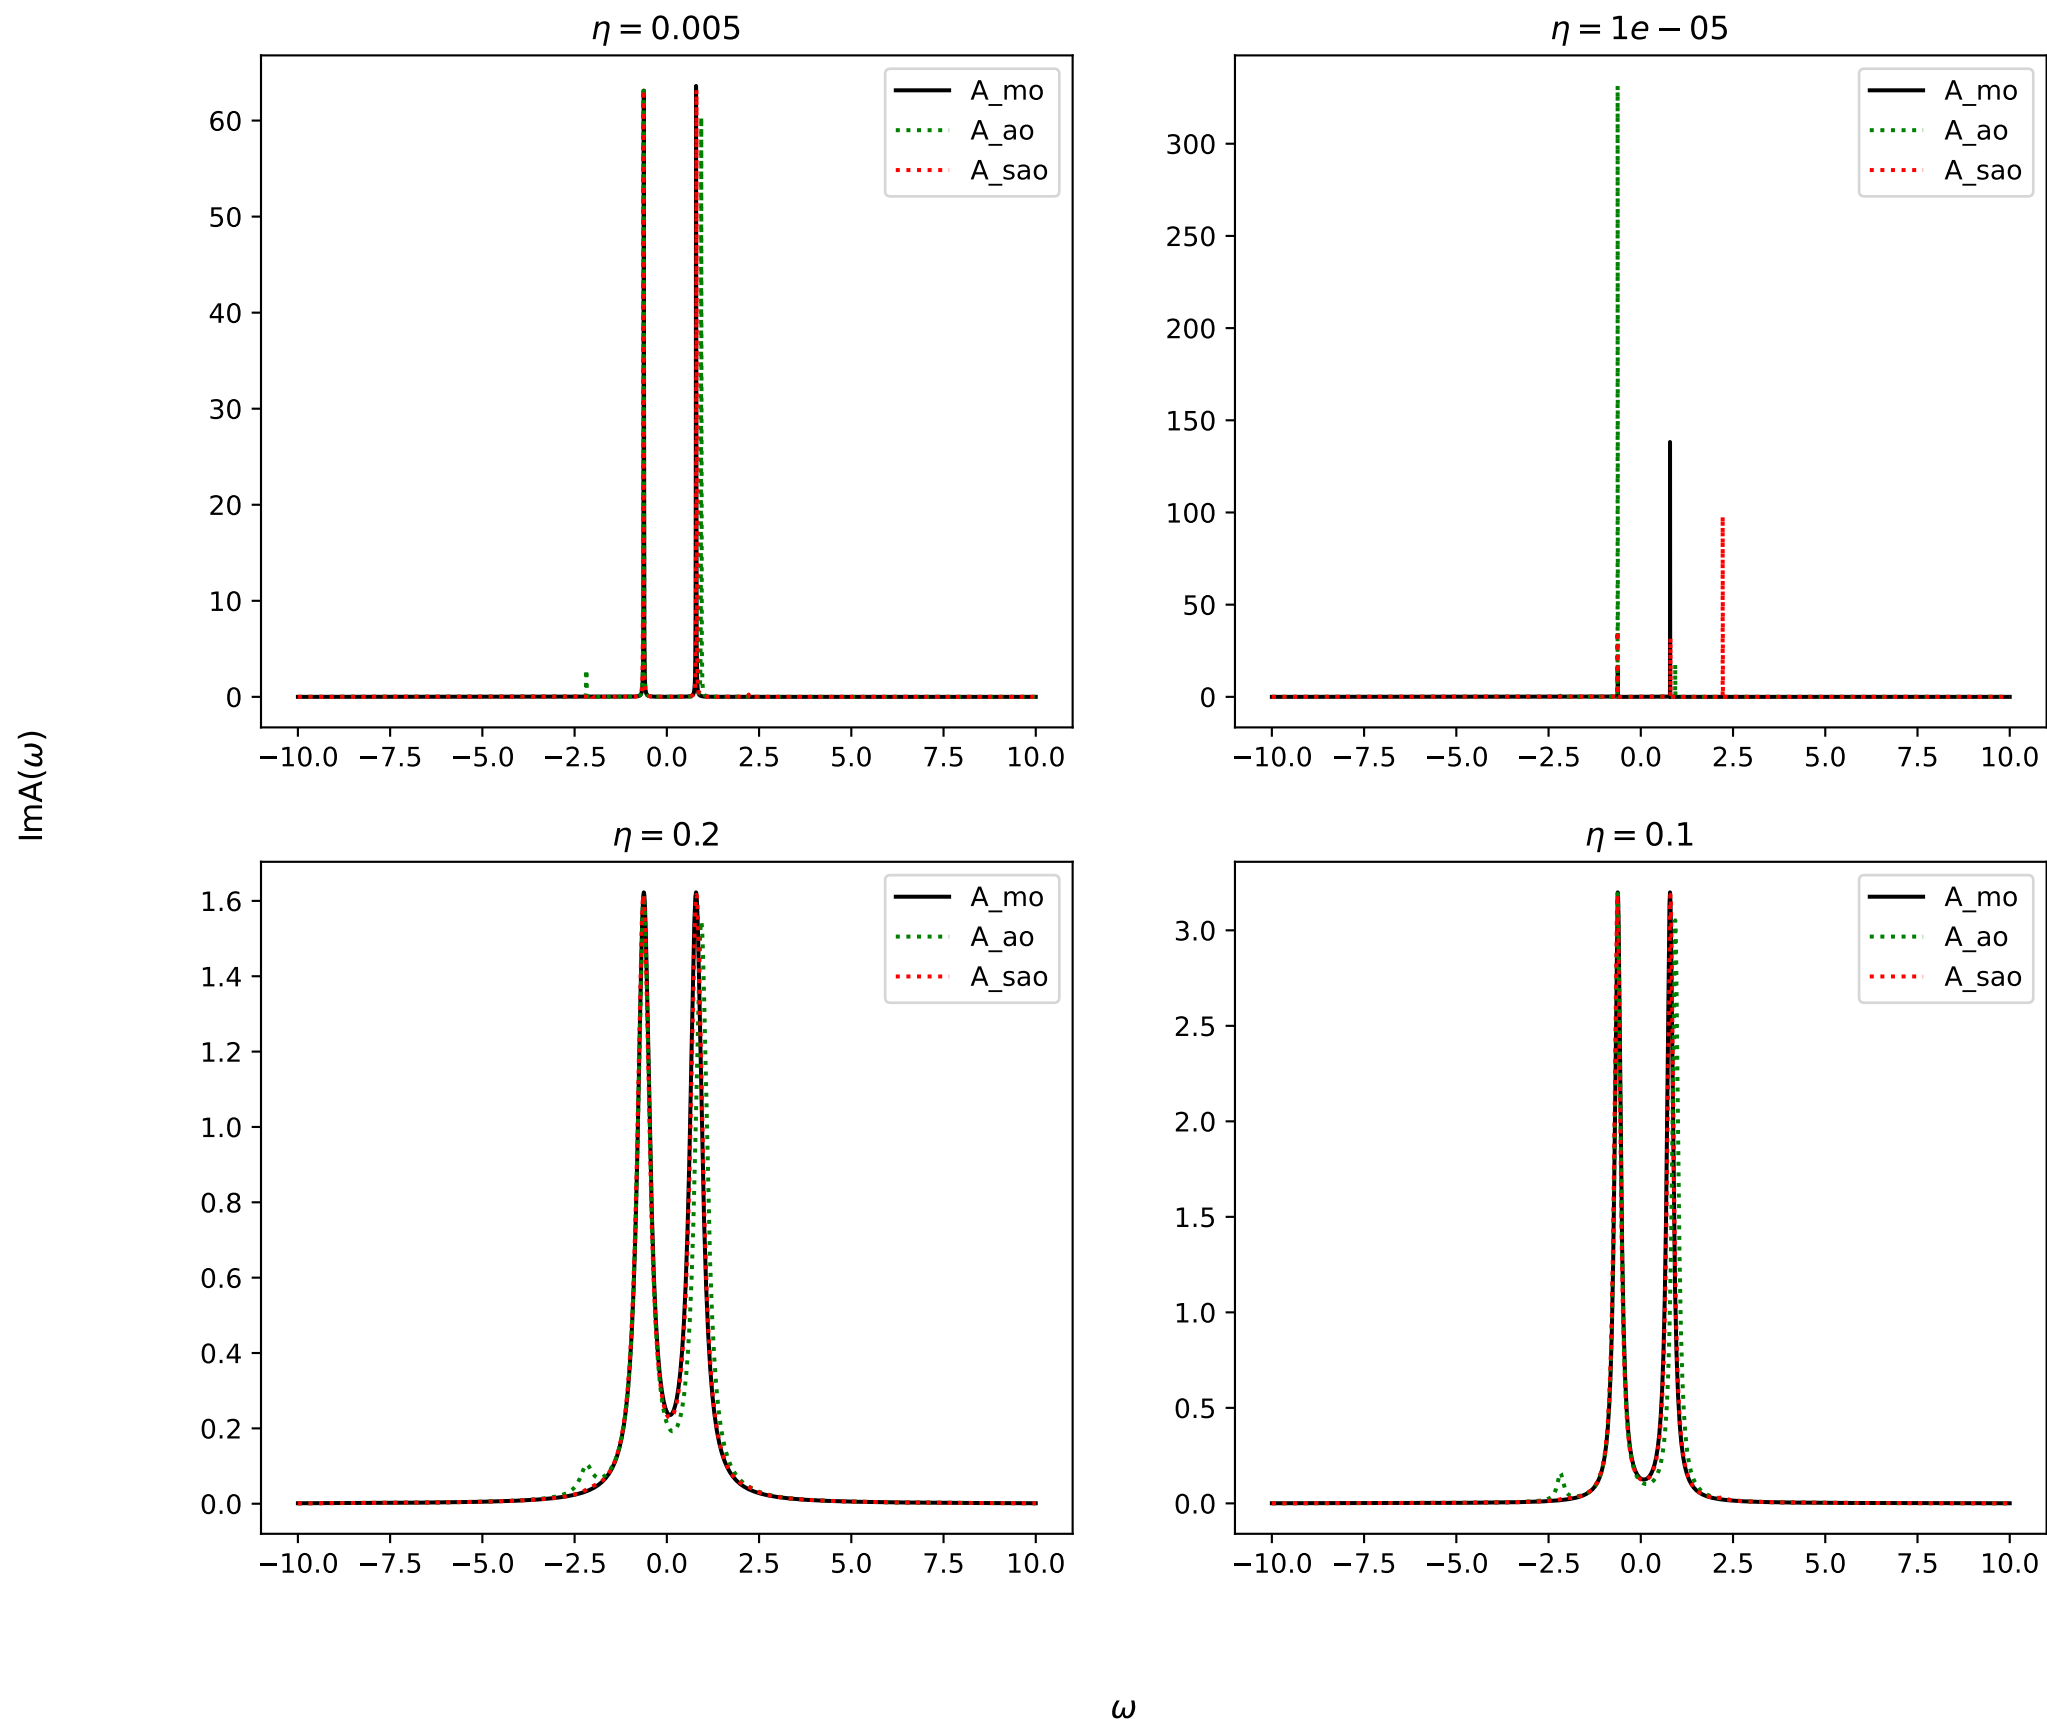 η = 0.005
A_mo
A_ao
A_sao
60
50
40
30
20
10
0
−10.0 −7.5 −5.0 −2.5 0.0 2.5 5.0 7.5 10.0
η = 1e − 05
A_mo
A_ao
A_sao
300
250
200
150
100
50
0
−10.0 −7.5 −5.0 −2.5 0.0 2.5 5.0 7.5 10.0
ImA(ω)
η = 0.2
A_mo
A_ao
A_sao
1.6
1.4
1.2
1.0
0.8
0.6
0.4
0.2
0.0
−10.0 −7.5 −5.0 −2.5 0.0 2.5 5.0 7.5 10.0
η = 0.1
A_mo
A_ao
A_sao
3.0
2.5
2.0
1.5
1.0
0.5
0.0
−10.0 −7.5 −5.0 −2.5 0.0 2.5 5.0 7.5 10.0
ω